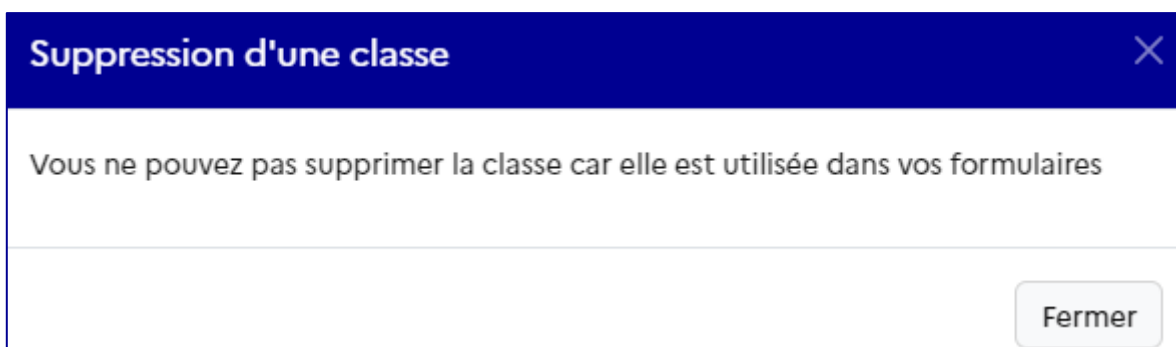 Suppression d'une classe
Vous ne pouvez pas supprimer la classe car elle est utilisée dans vos formulaires
Fermer